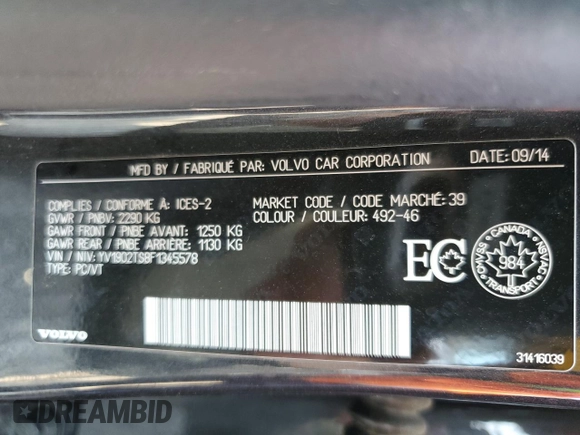 MFD BY / FABRIQUÉ PAR: VOLVO CAR CORPORATION DATE: 09/14
COMPLIES / CONFORME À: ICES-2 MARKET CODE / CODE MARCHÉ: 39
GVWR / PNBV: 2290 KG COLOUR / COULEUR: 492-46
GAWR FRONT / PNBE AVANT: 1250 KG
GAWR REAR / PNBE ARRIÈRE: 1130 KG
VIN / NIV: YV1902TS8F1345578
TYPE: PC/VT
EC
CANADA
SSAVFO
NSVAC
984
TRANSPORT
VOLVO
31416039
DREAMBID